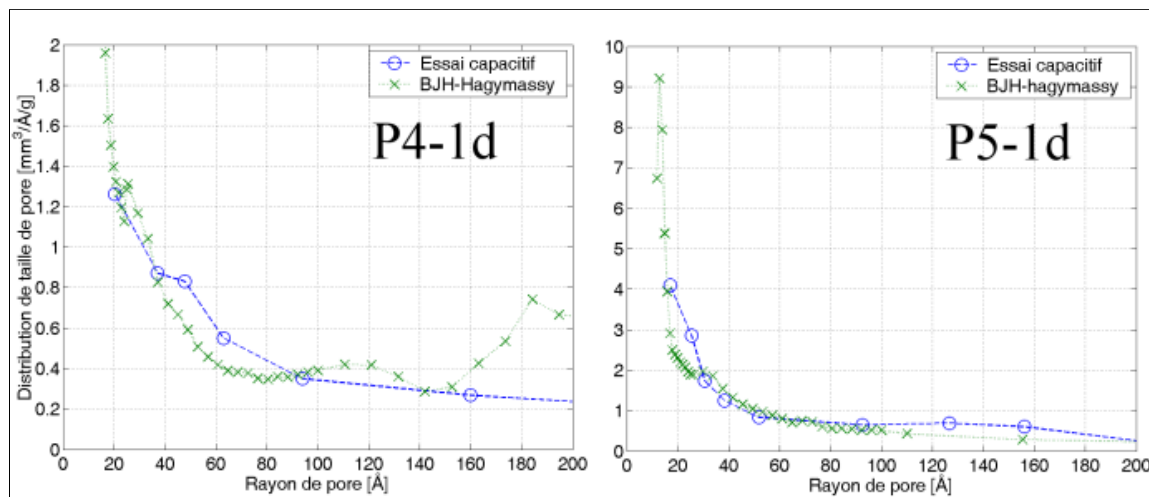 Distribution de taille de pore [mm³/Å/g]
2
1.8
1.6
1.4
1.2
1
0.8
0.6
0.4
0.2
0
Essai capacitif
BJH-Hagymassy
P4-1d
0 20 40 60 80 100 120 140 160 180 200
Rayon de pore [Å]
10
9
8
7
6
5
4
3
2
1
0
Essai capacitif
BJH-hagymassy
P5-1d
0 20 40 60 80 100 120 140 160 180 200
Rayon de pore [Å]